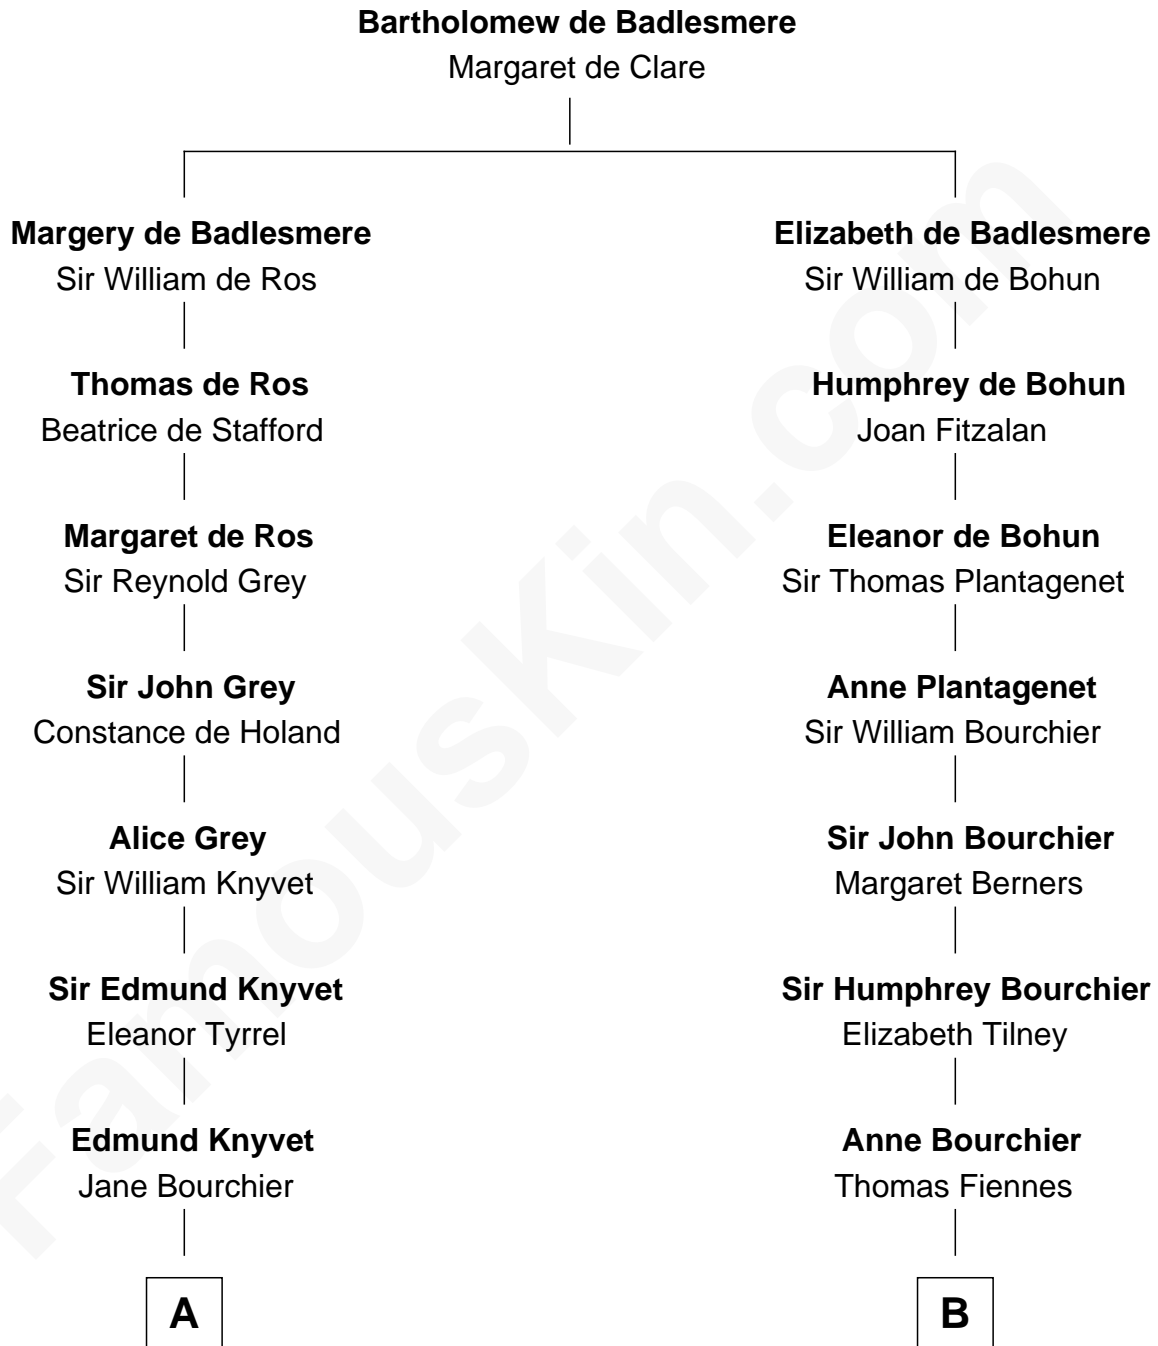 Bartholomew de Badlesmere
Margaret de Clare
Margery de Badlesmere
Sir William de Ros
Elizabeth de Badlesmere
Sir William de Bohun
Thomas de Ros
Beatrice de Stafford
Humphrey de Bohun
Joan Fitzalan
Margaret de Ros
Sir Reynold Grey
Eleanor de Bohun
Sir Thomas Plantagenet
Sir John Grey
Constance de Holand
Anne Plantagenet
Sir William Bourchier
Alice Grey
Sir William Knyvet
Sir John Bourchier
Margaret Berners
Sir Edmund Knyvet
Eleanor Tyrrel
Sir Humphrey Bourchier
Elizabeth Tilney
Edmund Knyvet
Jane Bourchier
Anne Bourchier
Thomas Fiennes
A
B
FamousKin.com